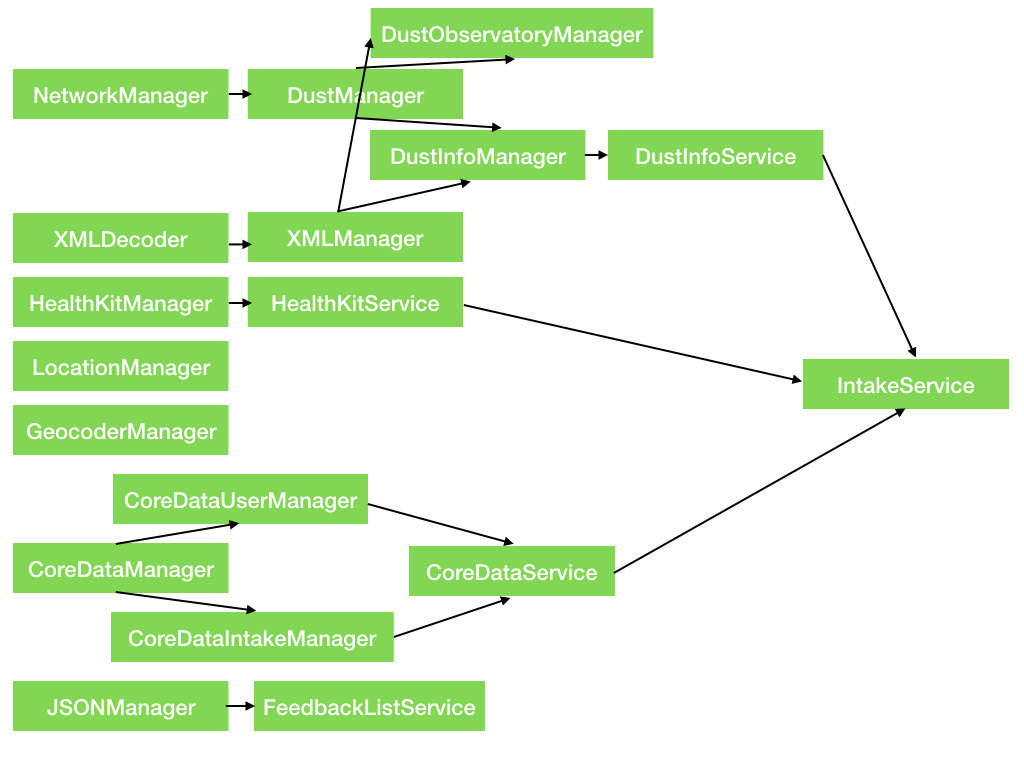 DustObservatoryManager
NetworkManager
DustManager
DustInfoManager
DustInfoService
XMLDecoder
XMLManager
HealthKitManager
HealthKitService
LocationManager
IntakeService
GeocoderManager
CoreDataUserManager
CoreDataManager
CoreDataService
CoreDataIntakeManager
JSONManager
FeedbackListService